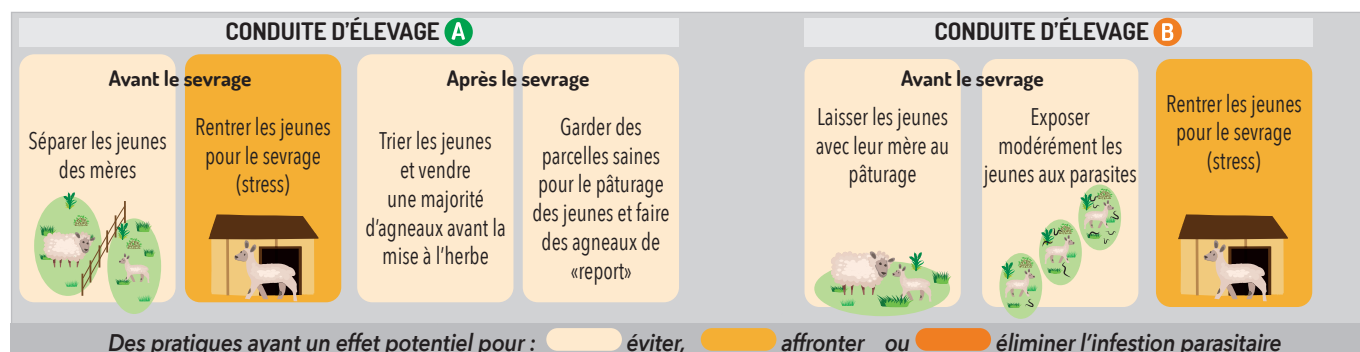 CONDUITE D'ÉLEVAGE A
Avant le sevrage
Séparer les jeunes
des mères
Rentrer les jeunes
pour le sevrage
(stress)
Après le sevrage
Trier les jeunes
et vendre
une majorité
d'agneaux avant la
mise à l'herbe
Garder des
parcelles saines
pour le pâturage
des jeunes et faire
des agneaux de
«report»
CONDUITE D'ÉLEVAGE B
Avant le sevrage
Laisser les jeunes
avec leur mère au
pâturage
Exposer
modérément les
jeunes aux parasites
Rentrer les jeunes
pour le sevrage
(stress)
Des pratiques ayant un effet potentiel pour : éviter, affronter ou éliminer l'infestion parasitaire